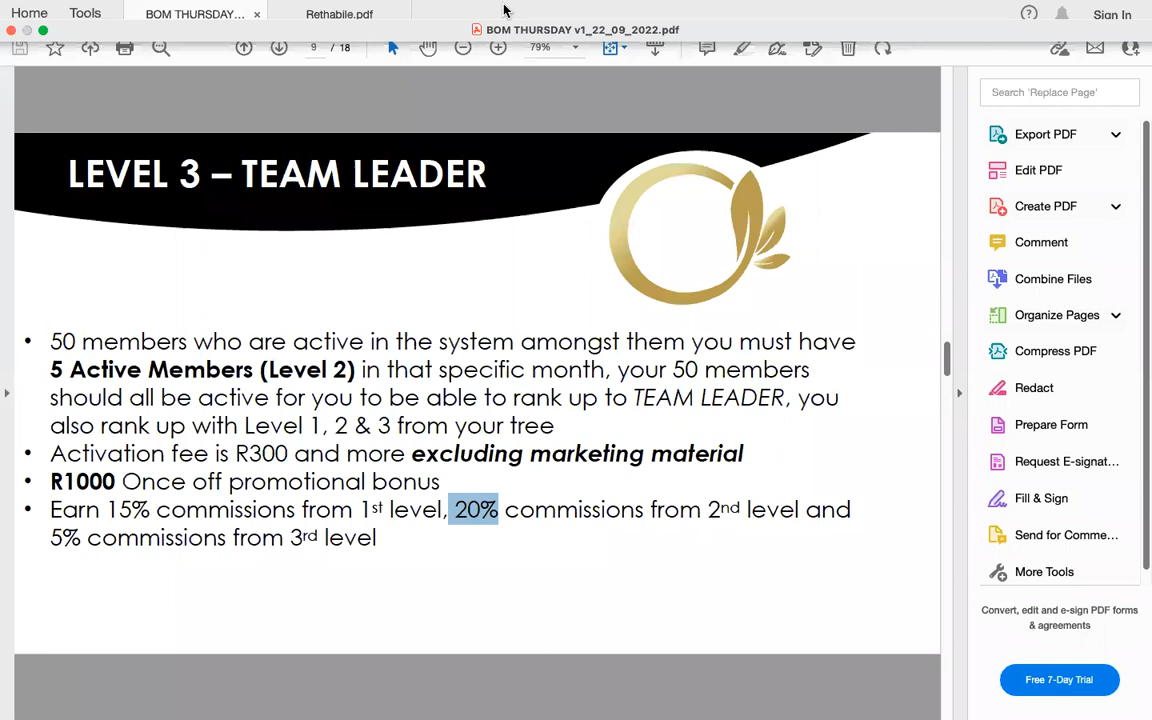 Home Tools BOM THURSDAY... × Rethabile.pdf Sign In
BOM THURSDAY v1_22_09_2022.pdf
9 / 18 79%
LEVEL 3 – TEAM LEADER
• 50 members who are active in the system amongst them you must have
5 Active Members (Level 2) in that specific month, your 50 members
should all be active for you to be able to rank up to TEAM LEADER, you
also rank up with Level 1, 2 & 3 from your tree
• Activation fee is R300 and more excluding marketing material
• R1000 Once off promotional bonus
• Earn 15% commissions from 1st level, 20% commissions from 2nd level and
5% commissions from 3rd level
Search 'Replace Page'
Export PDF
Edit PDF
Create PDF
Comment
Combine Files
Organize Pages
Compress PDF
Redact
Prepare Form
Request E-signat...
Fill & Sign
Send for Comme...
More Tools
Convert, edit and e-sign PDF forms
& agreements
Free 7-Day Trial